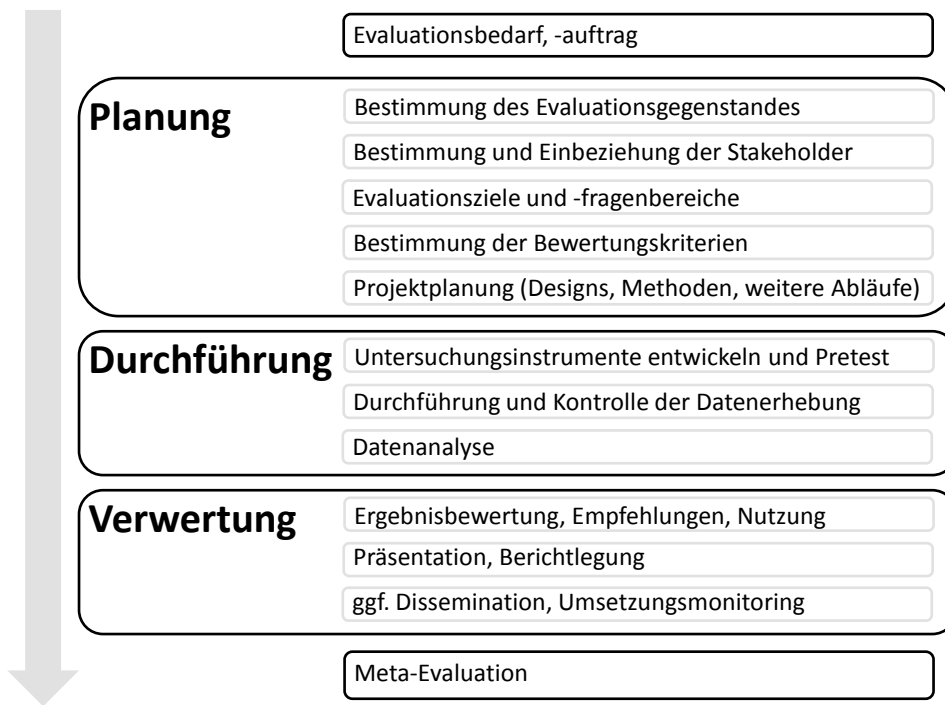 Evaluationsbedarf, -auftrag
Planung
Bestimmung des Evaluationsgegenstandes
Bestimmung und Einbeziehung der Stakeholder
Evaluationsziele und -fragenbereiche
Bestimmung der Bewertungskriterien
Projektplanung (Designs, Methoden, weitere Abläufe)
Durchführung
Untersuchungsinstrumente entwickeln und Pretest
Durchführung und Kontrolle der Datenerhebung
Datenanalyse
Verwertung
Ergebnisbewertung, Empfehlungen, Nutzung
Präsentation, Berichtlegung
ggf. Dissemination, Umsetzungsmonitoring
Meta-Evaluation